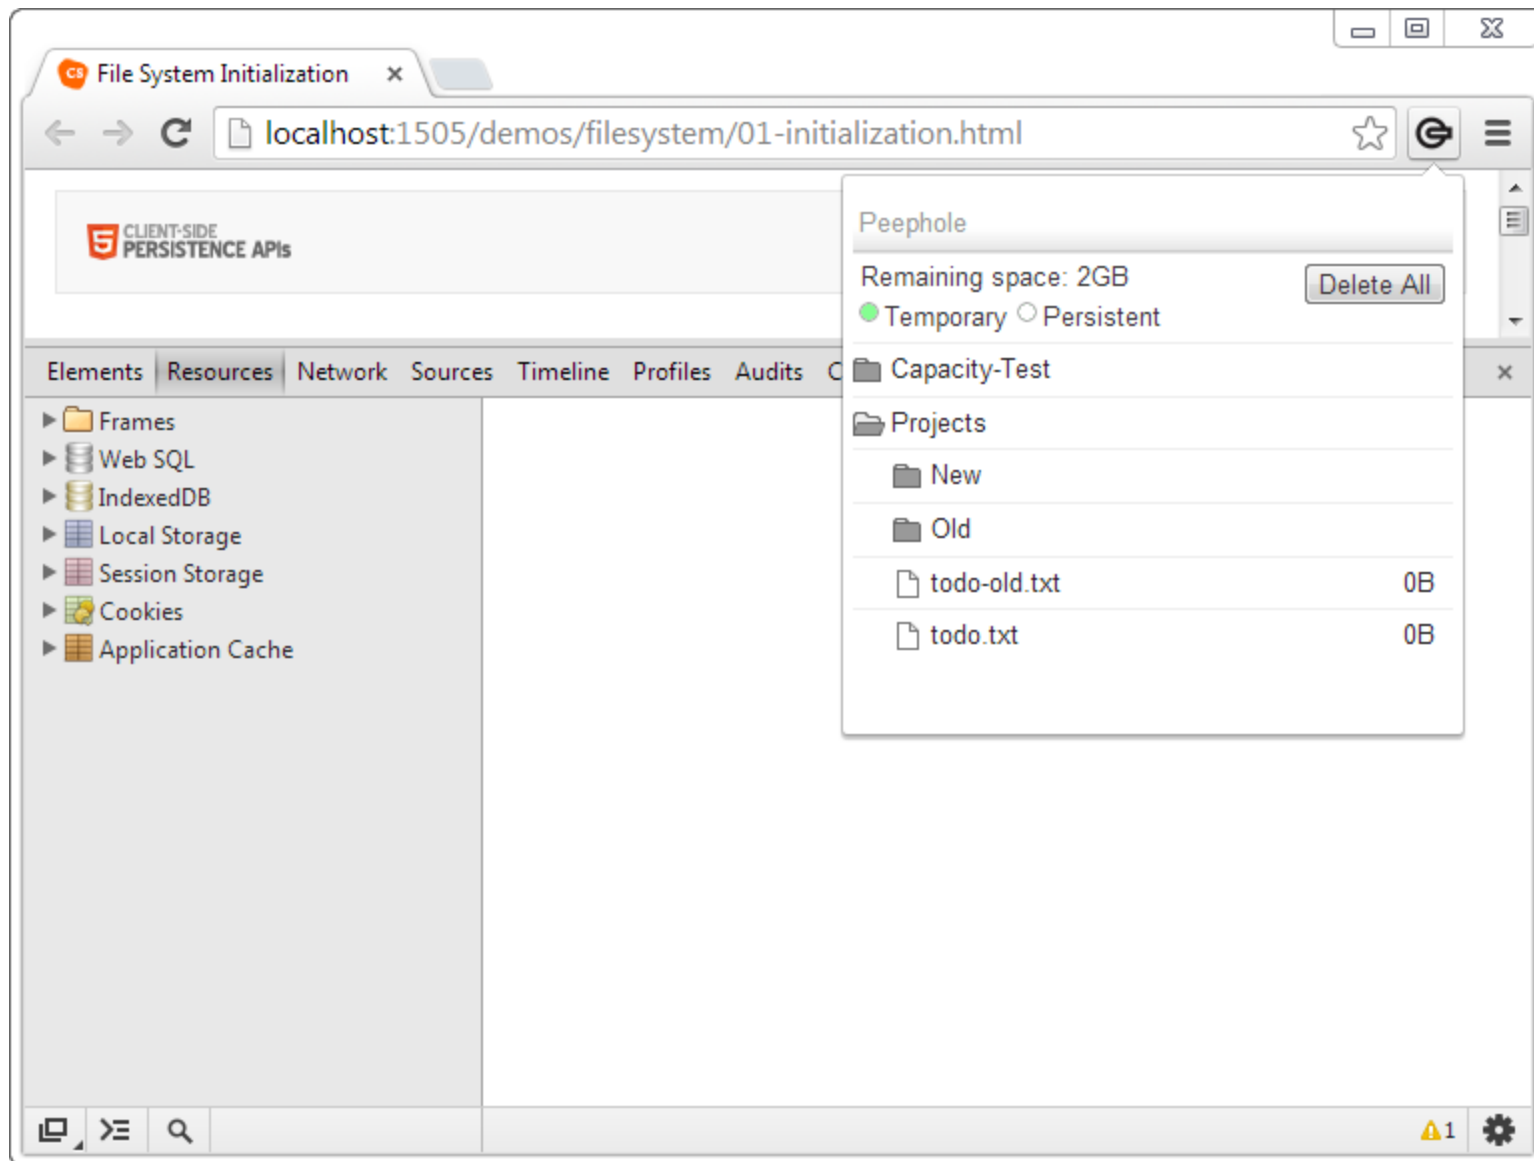 File System Initialization
localhost:1505/demos/filesystem/01-initialization.html
CLIENT-SIDE
PERSISTENCE APIs
Peephole
Remaining space: 2GB
Delete All
Temporary Persistent
Elements Resources Network Sources Timeline Profiles Audits C
Capacity-Test
Projects
New
Old
todo-old.txt 0B
todo.txt 0B
Frames
Web SQL
IndexedDB
Local Storage
Session Storage
Cookies
Application Cache
1